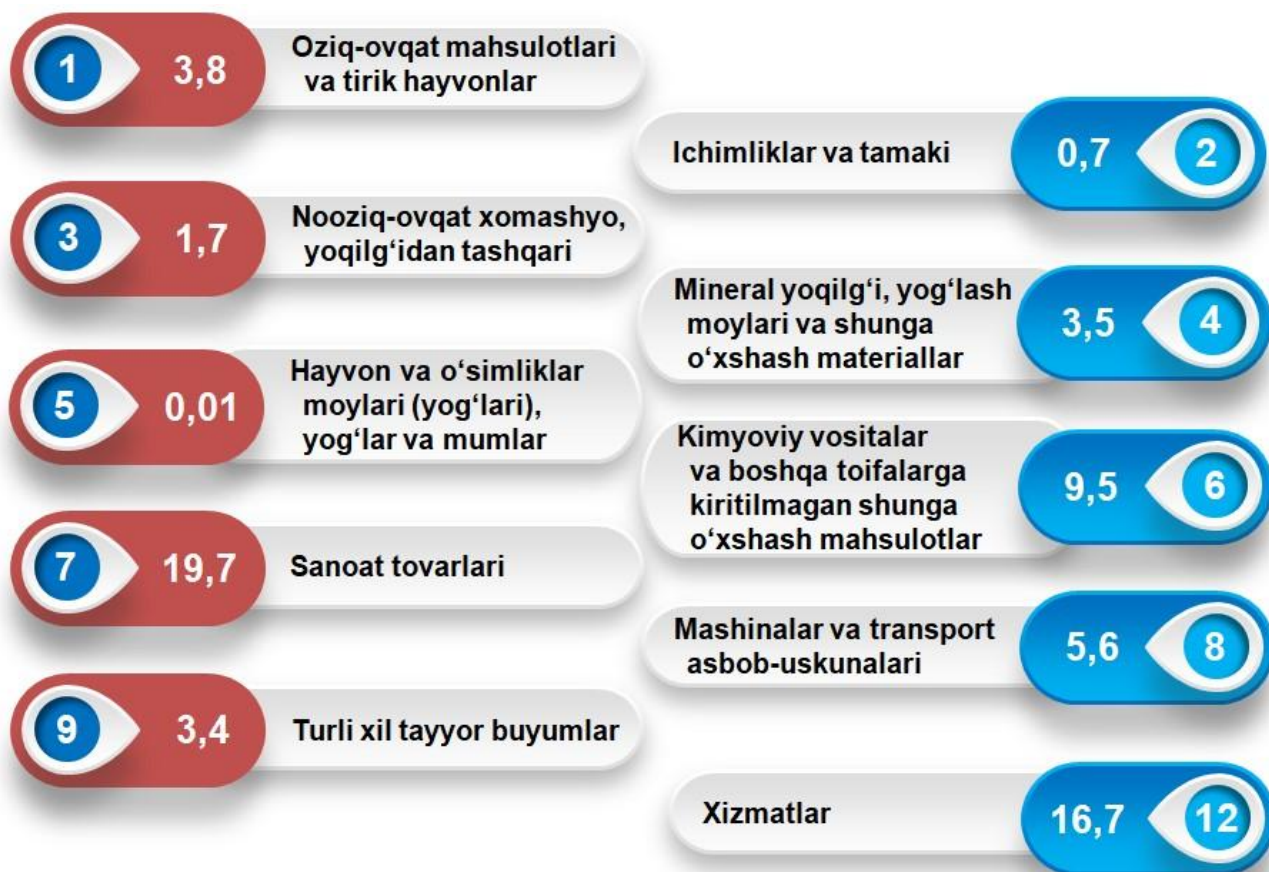 1 3,8 Oziq-ovqat mahsulotlari
va tirik hayvonlar
Ichimliklar va tamaki 0,7 2
3 1,7 Nooziq-ovqat xomashyo,
yoqilg‘idan tashqari
Mineral yoqilg‘i, yog‘lash
moylari va shunga
o‘xshash materiallar
3,5 4
5 0,01 Hayvon va o‘simliklar
moylari (yog‘lari),
yog‘lar va mumlar
Kimyoviy vositalar
va boshqa toifalarga
kiritilmagan shunga
o‘xshash mahsulotlar
9,5 6
7 19,7 Sanoat tovarlari
Mashinalar va transport
asbob-uskunalari
5,6 8
9 3,4 Turli xil tayyor buyumlar
Xizmatlar 16,7 12